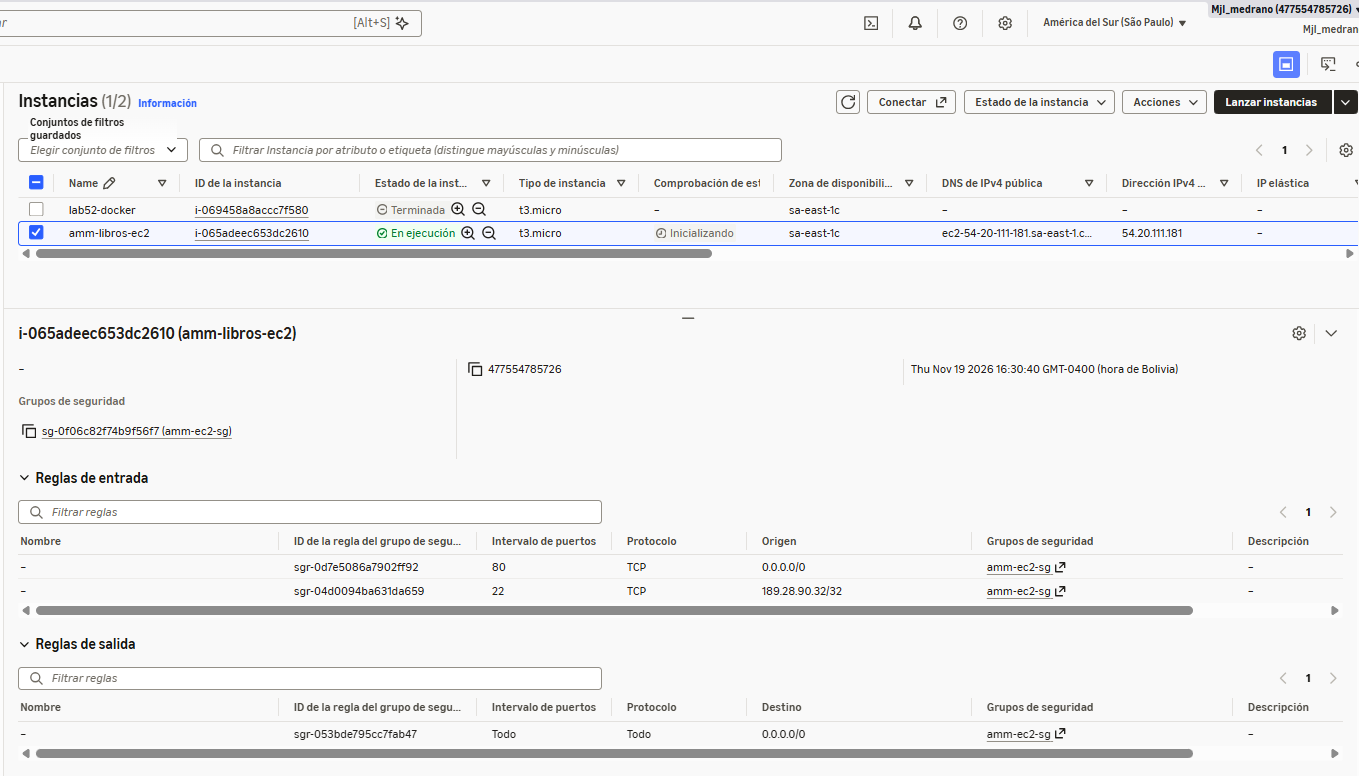 [Alt+S]
América del Sur (São Paulo)
Mjl_medrano (477554785726)
Mjl_medran
Instancias (1/2) Información
Conectar Estado de la instancia Acciones Lanzar instancias
Conjuntos de filtros
guardados
Elegir conjunto de filtros Filtrar Instancia por atributo o etiqueta (distingue mayúsculas y minúsculas) 1
Name ID de la instancia Estado de la inst... Tipo de instancia Comprobación de est Zona de disponibili... DNS de IPv4 pública Dirección IPv4 ... IP elástica
lab52-docker i-069458a8accc7f580 Terminada t3.micro – sa-east-1c – – –
amm-libros-ec2 i-065adeec653dc2610 En ejecución t3.micro Inicializando sa-east-1c ec2-54-20-111-181.sa-east-1.c... 54.20.111.181 –
i-065adeec653dc2610 (amm-libros-ec2)
– 477554785726 Thu Nov 19 2026 16:30:40 GMT-0400 (hora de Bolivia)
Grupos de seguridad
sg-0f06c82f74b9f56f7 (amm-ec2-sg)
Reglas de entrada
Filtrar reglas 1
Nombre ID de la regla del grupo de segu... Intervalo de puertos Protocolo Origen Grupos de seguridad Descripción
– sgr-0d7e5086a7902ff92 80 TCP 0.0.0.0/0 amm-ec2-sg –
– sgr-04d0094ba631da659 22 TCP 189.28.90.32/32 amm-ec2-sg –
Reglas de salida
Filtrar reglas 1
Nombre ID de la regla del grupo de segu... Intervalo de puertos Protocolo Destino Grupos de seguridad Descripción
– sgr-053bde795cc7fab47 Todo Todo 0.0.0.0/0 amm-ec2-sg –